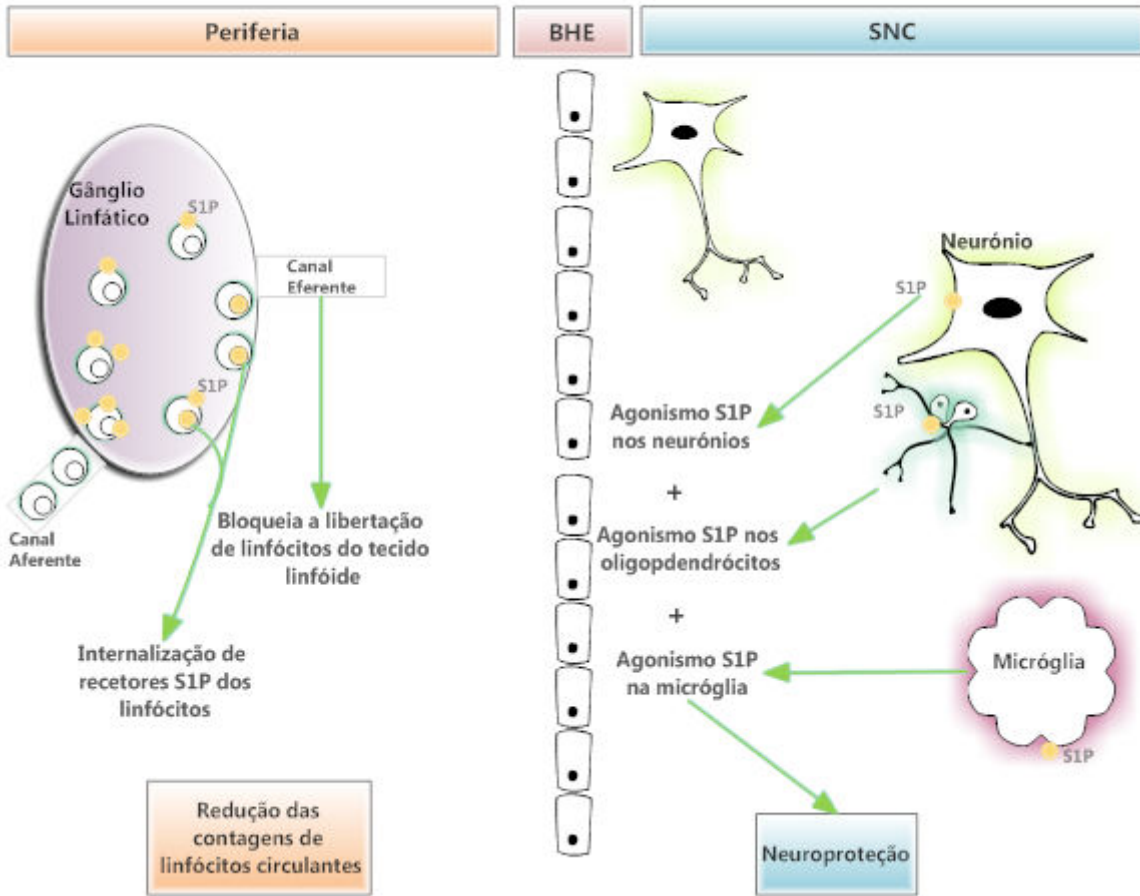 Periferia
BHE
SNC
Gânglio
Linfático
S1P
Canal
Eferente
S1P
Canal
Aferente
Bloqueia a libertação
de linfócitos do tecido
linfóide
Internalização de
recetores S1P dos
linfócitos
Redução das
contagens de
linfócitos circulantes
Neurónio
S1P
S1P
Agonismo S1P
nos neurónios
+
Agonismo S1P nos
oligopdendrócitos
+
Agonismo S1P
na micróglia
Micróglia
S1P
Neuroproteção